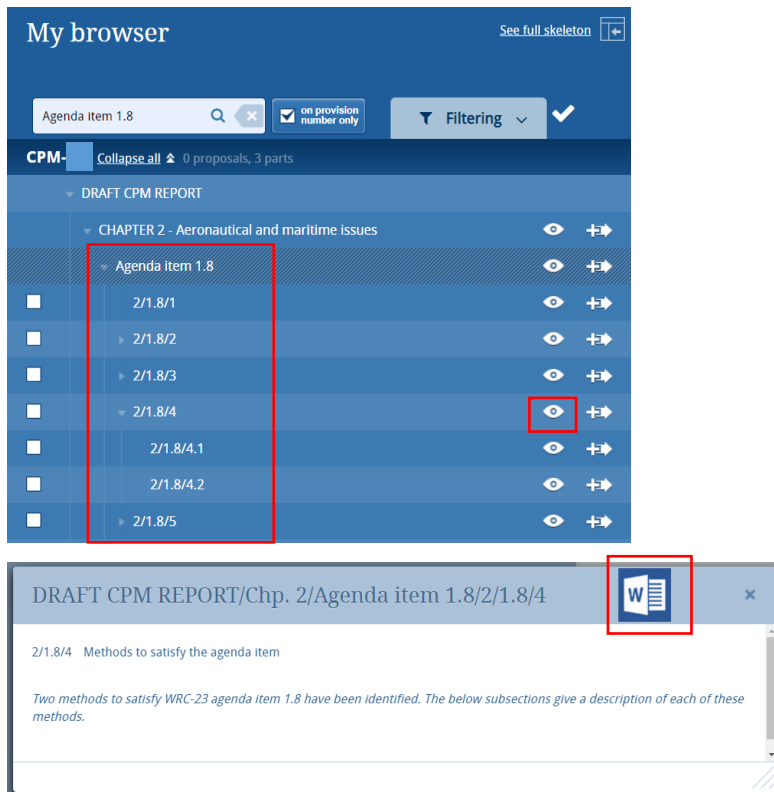 My browser
See full skeleton
Agenda item 1.8
on provision
number only
Filtering
CPM-
Collapse all
0 proposals, 3 parts
DRAFT CPM REPORT
CHAPTER 2 - Aeronautical and maritime issues
Agenda item 1.8
2/1.8/1
2/1.8/2
2/1.8/3
2/1.8/4
2/1.8/4.1
2/1.8/4.2
2/1.8/5
DRAFT CPM REPORT/Chp. 2/Agenda item 1.8/2/1.8/4
W
2/1.8/4 Methods to satisfy the agenda item
Two methods to satisfy WRC-23 agenda item 1.8 have been identified. The below subsections give a description of each of these
methods.